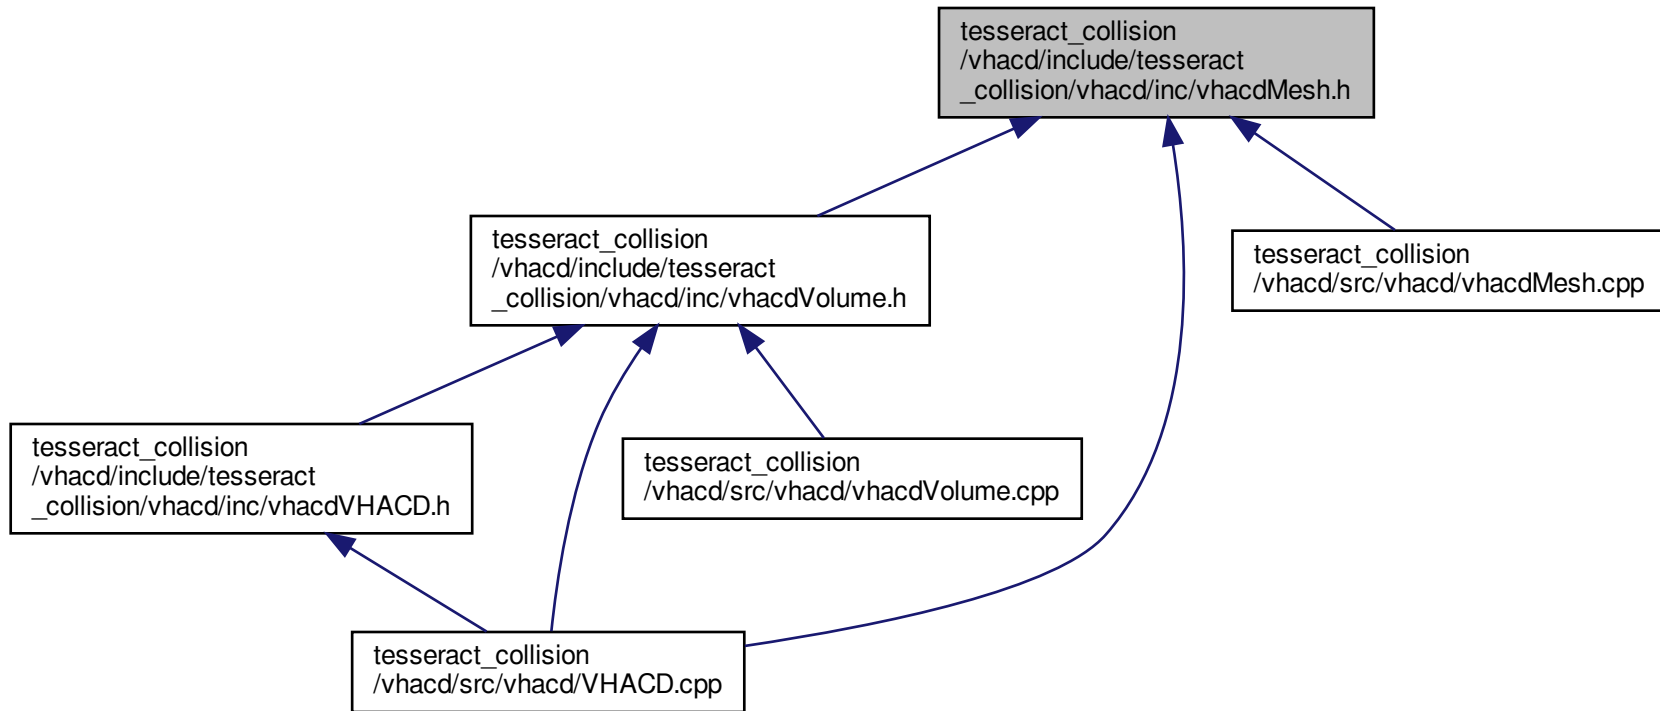 tesseract_collision
/vhacd/include/tesseract
_collision/vhacd/inc/vhacdMesh.h
tesseract_collision
/vhacd/include/tesseract
_collision/vhacd/inc/vhacdVolume.h
tesseract_collision
/vhacd/src/vhacd/vhacdMesh.cpp
tesseract_collision
/vhacd/include/tesseract
_collision/vhacd/inc/vhacdVHACD.h
tesseract_collision
/vhacd/src/vhacd/vhacdVolume.cpp
tesseract_collision
/vhacd/src/vhacd/VHACD.cpp